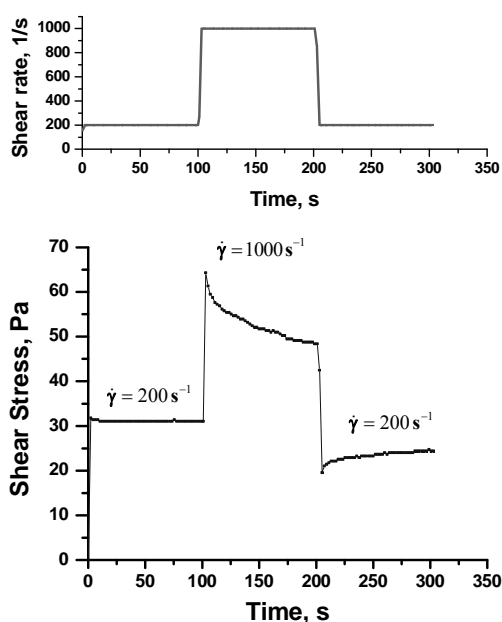 Shear rate, 1/s
1000
800
600
400
200
0
0 50 100 150 200 250 300 350
Time, s
Shear Stress, Pa
70
60
50
40
30
20
10
0
γ̇ = 1000 s⁻¹
γ̇ = 200 s⁻¹
γ̇ = 200 s⁻¹
0 50 100 150 200 250 300 350
Time, s